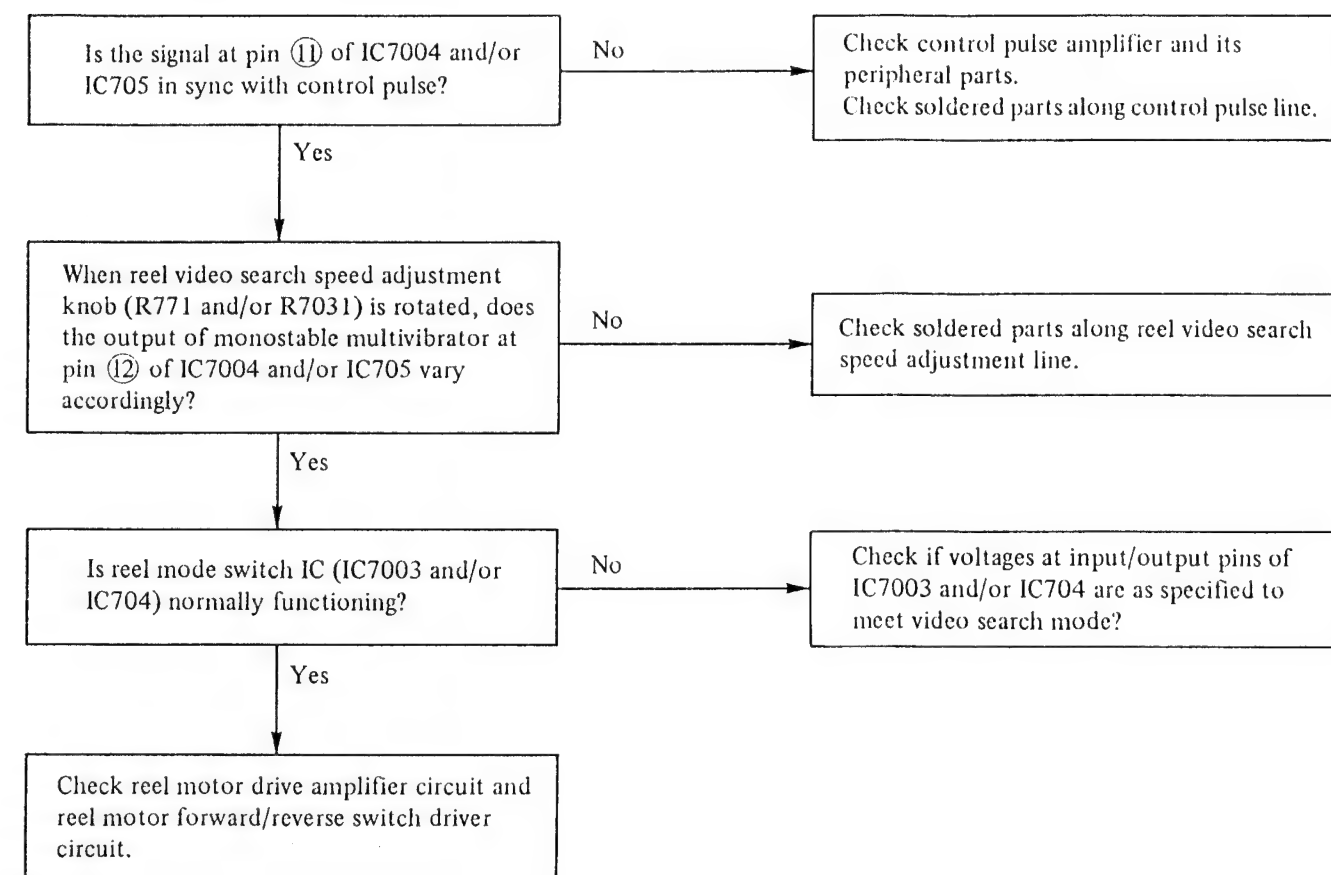 Is the signal at pin ⑪ of IC7004 and/or
IC705 in sync with control pulse?
No
Check control pulse amplifier and its
peripheral parts.
Check soldered parts along control pulse line.
Yes
When reel video search speed adjustment
knob (R771 and/or R7031) is rotated, does
the output of monostable multivibrator at
pin ⑫ of IC7004 and/or IC705 vary
accordingly?
No
Check soldered parts along reel video search
speed adjustment line.
Yes
Is reel mode switch IC (IC7003 and/or
IC704) normally functioning?
No
Check if voltages at input/output pins of
IC7003 and/or IC704 are as specified to
meet video search mode?
Yes
Check reel motor drive amplifier circuit and
reel motor forward/reverse switch driver
circuit.